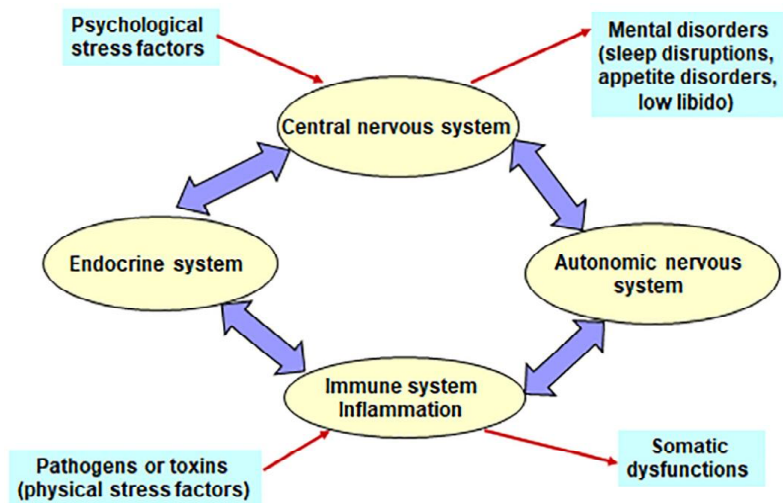 Psychological
stress factors
Mental disorders
(sleep disruptions,
appetite disorders,
low libido)
Central nervous system
Endocrine system
Autonomic nervous
system
Immune system
Inflammation
Pathogens or toxins
(physical stress factors)
Somatic
dysfunctions